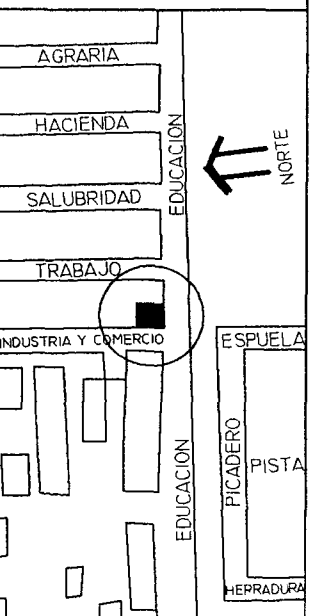 AGRARIA
HACIENDA
EDUCACION
NORTE
SALUBRIDAD
TRABAJO
INDUSTRIA Y COMERCIO
ESPUELA
PICADERO
PISTA
EDUCACION
HERRADURA